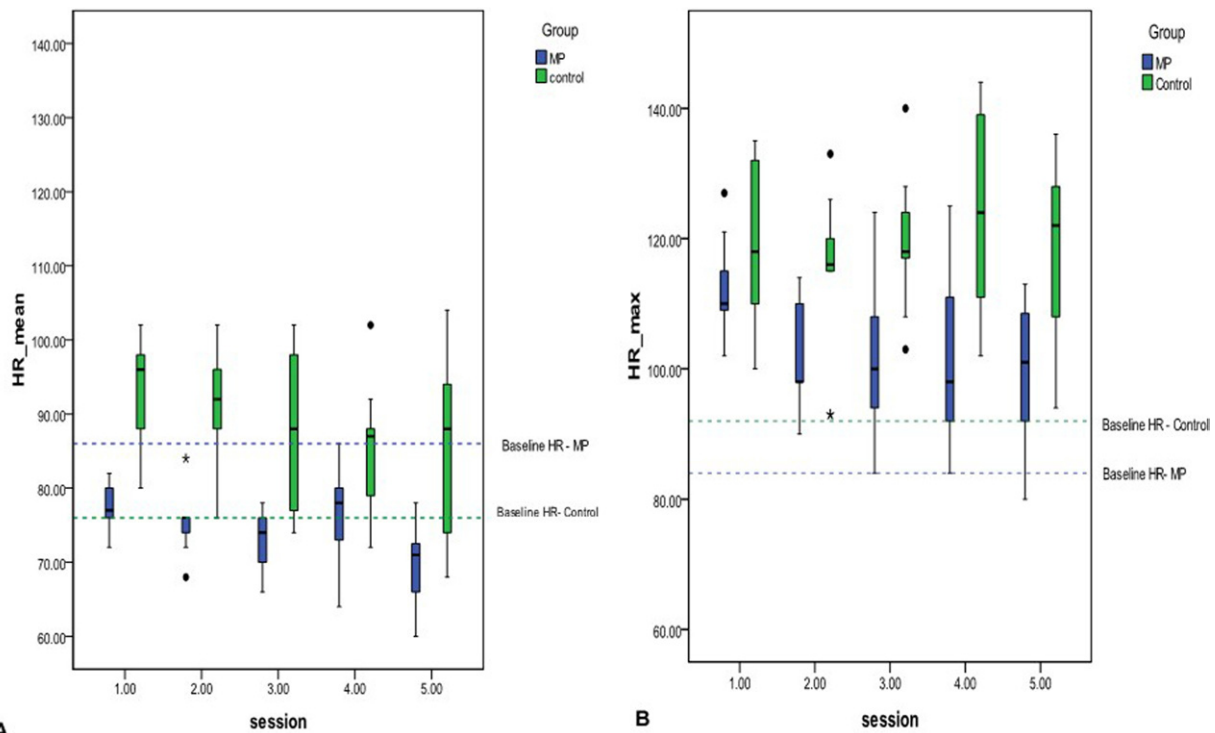 Group
MP
control
140.00
130.00
120.00
110.00
100.00
90.00
80.00
70.00
60.00
HR_mean
Baseline HR - MP
Baseline HR- Control
1.00 2.00 3.00 4.00 5.00
session
A
Group
MP
Control
140.00
120.00
100.00
80.00
60.00
HR_max
Baseline HR - Control
Baseline HR- MP
1.00 2.00 3.00 4.00 5.00
session
B